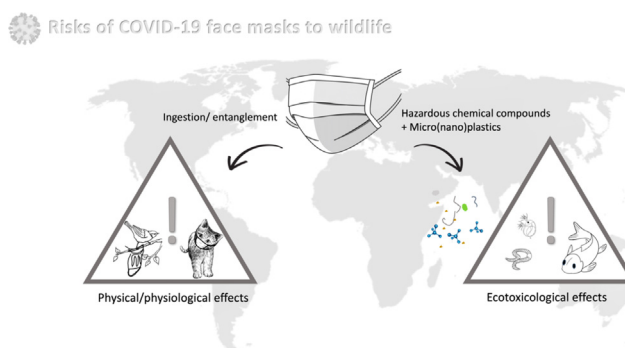 Risks of COVID-19 face masks to wildlife
Ingestion/ entanglement
Hazardous chemical compounds
+ Micro(nano)plastics
Physical/physiological effects
Ecotoxicological effects